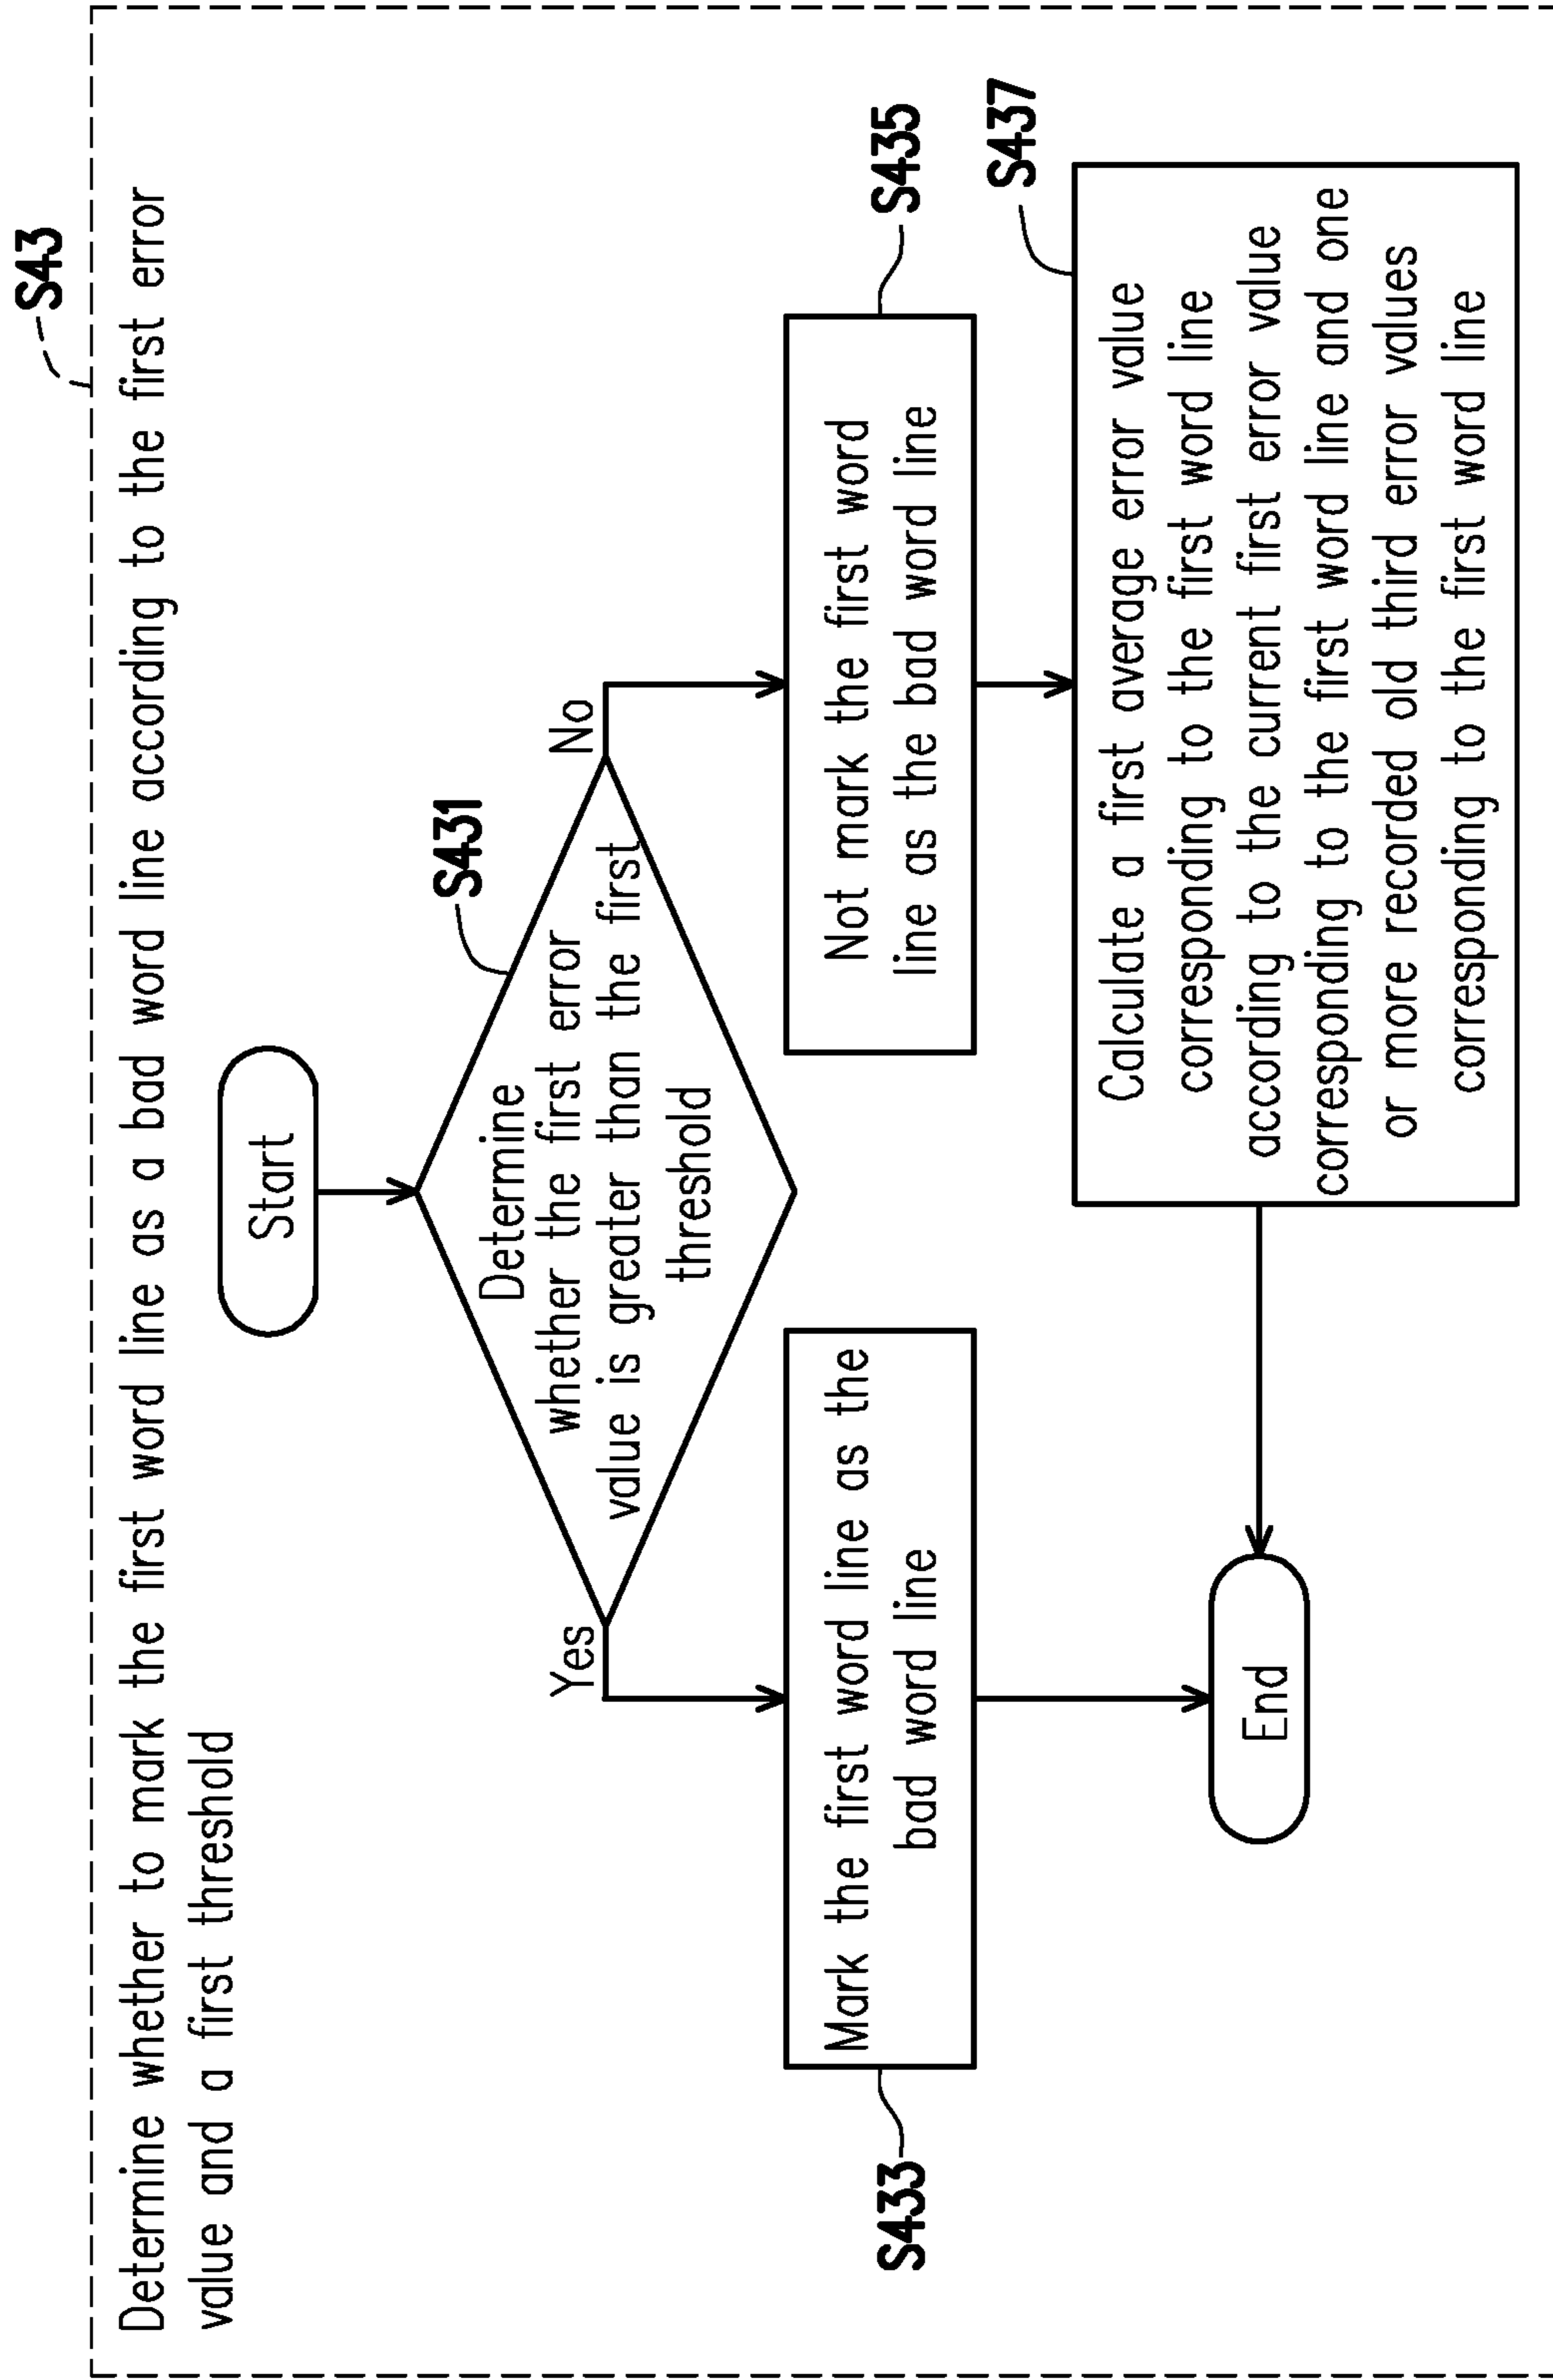 S43
Determine whether to mark the first word line as a bad word line according to the first error
value and a first threshold
Start
S431
Determine
whether the first error
value is greater than the first
threshold
Yes
No
Mark the first word line as the
bad word line
S433
Not mark the first word
line as the bad word line
S435
S437
Calculate a first average error value
corresponding to the first word line
according to the current first error value
corresponding to the first word line and one
or more recorded old third error values
corresponding to the first word line
End